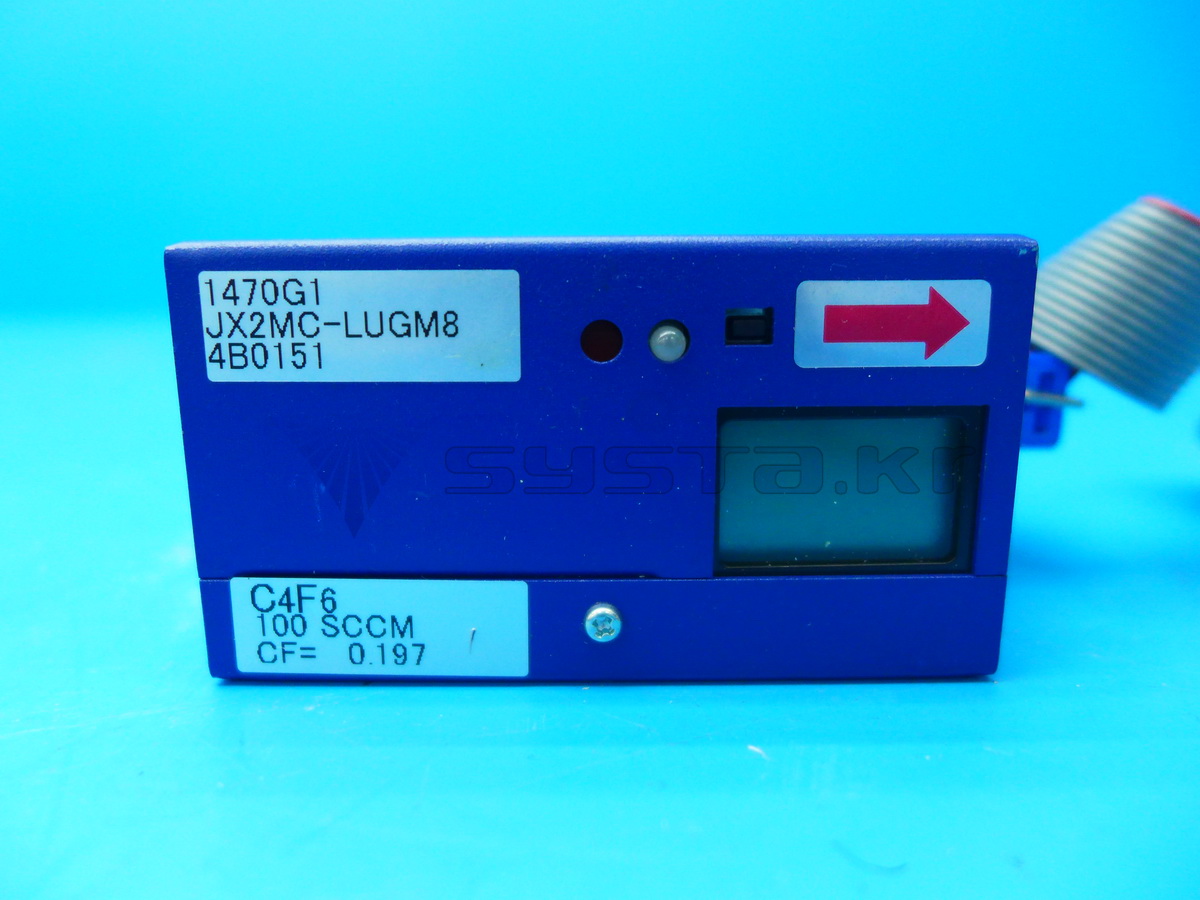 1470G1
JX2MC-LUGM8
4B0151
systa.kr
C4F6
100 SCCM
CF= 0.197